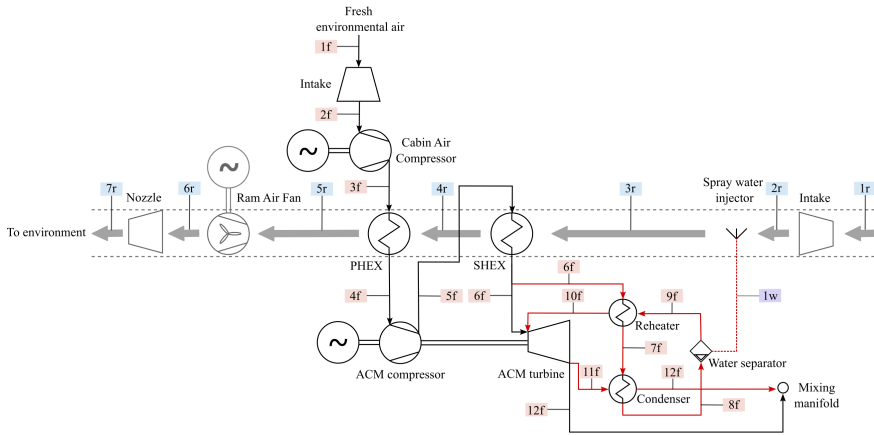 Fresh
environmental air
1f
Intake
2f
Cabin Air
Compressor
~
~
3f
7r
Nozzle
6r
Ram Air Fan
5r
4r
3r
Spray water
injector
2r
Intake
1r
To environment
PHEX
SHEX
6f
4f
5f
6f
10f
9f
1w
Reheater
~
7f
Water separator
ACM compressor
ACM turbine
11f
12f
Condenser
Mixing
manifold
12f
8f